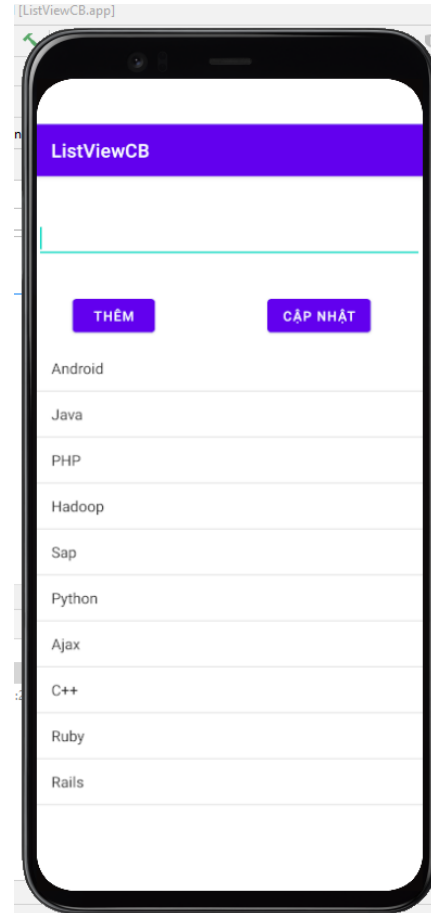 [ListViewCB.app]
ListViewCB
THÊM CẬP NHẬT
Android
Java
PHP
Hadoop
Sap
Python
Ajax
C++
Ruby
Rails